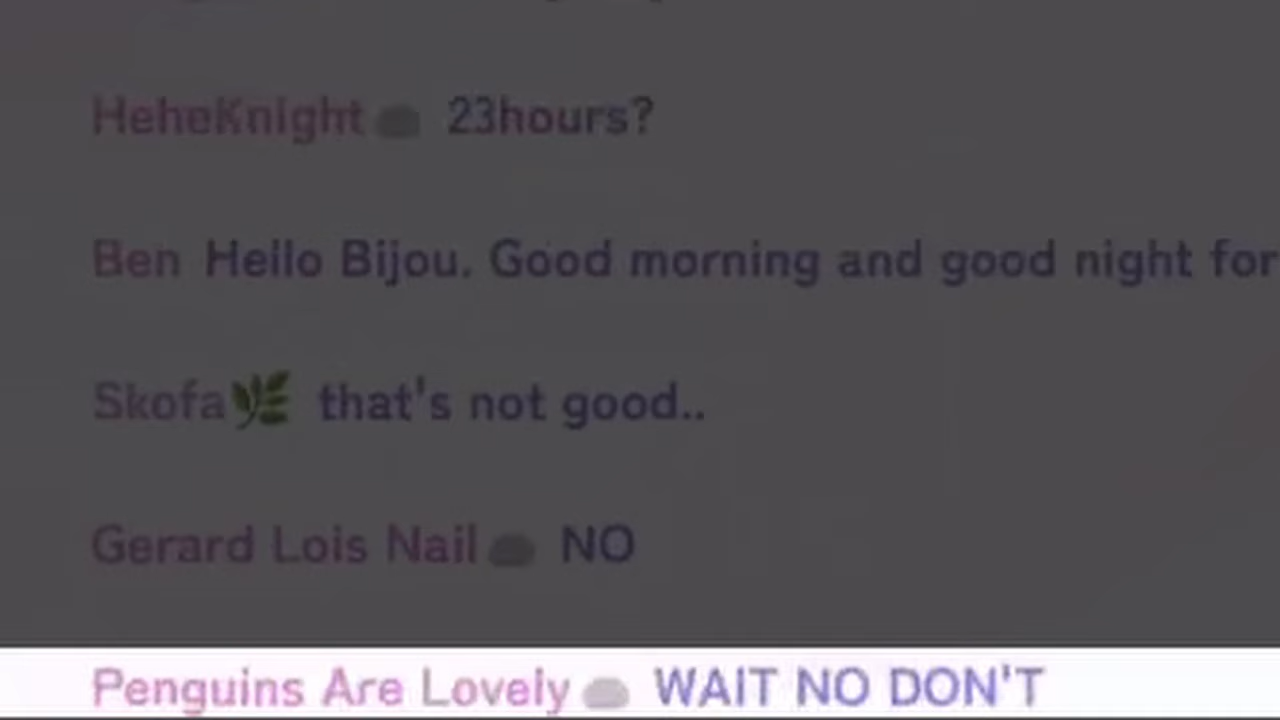 HeheKnight 23hours?
Ben Hello Bijou. Good morning and good night for
Skofa🌿 that's not good..
Gerard Lois Nail NO
Penguins Are Lovely WAIT NO DON'T